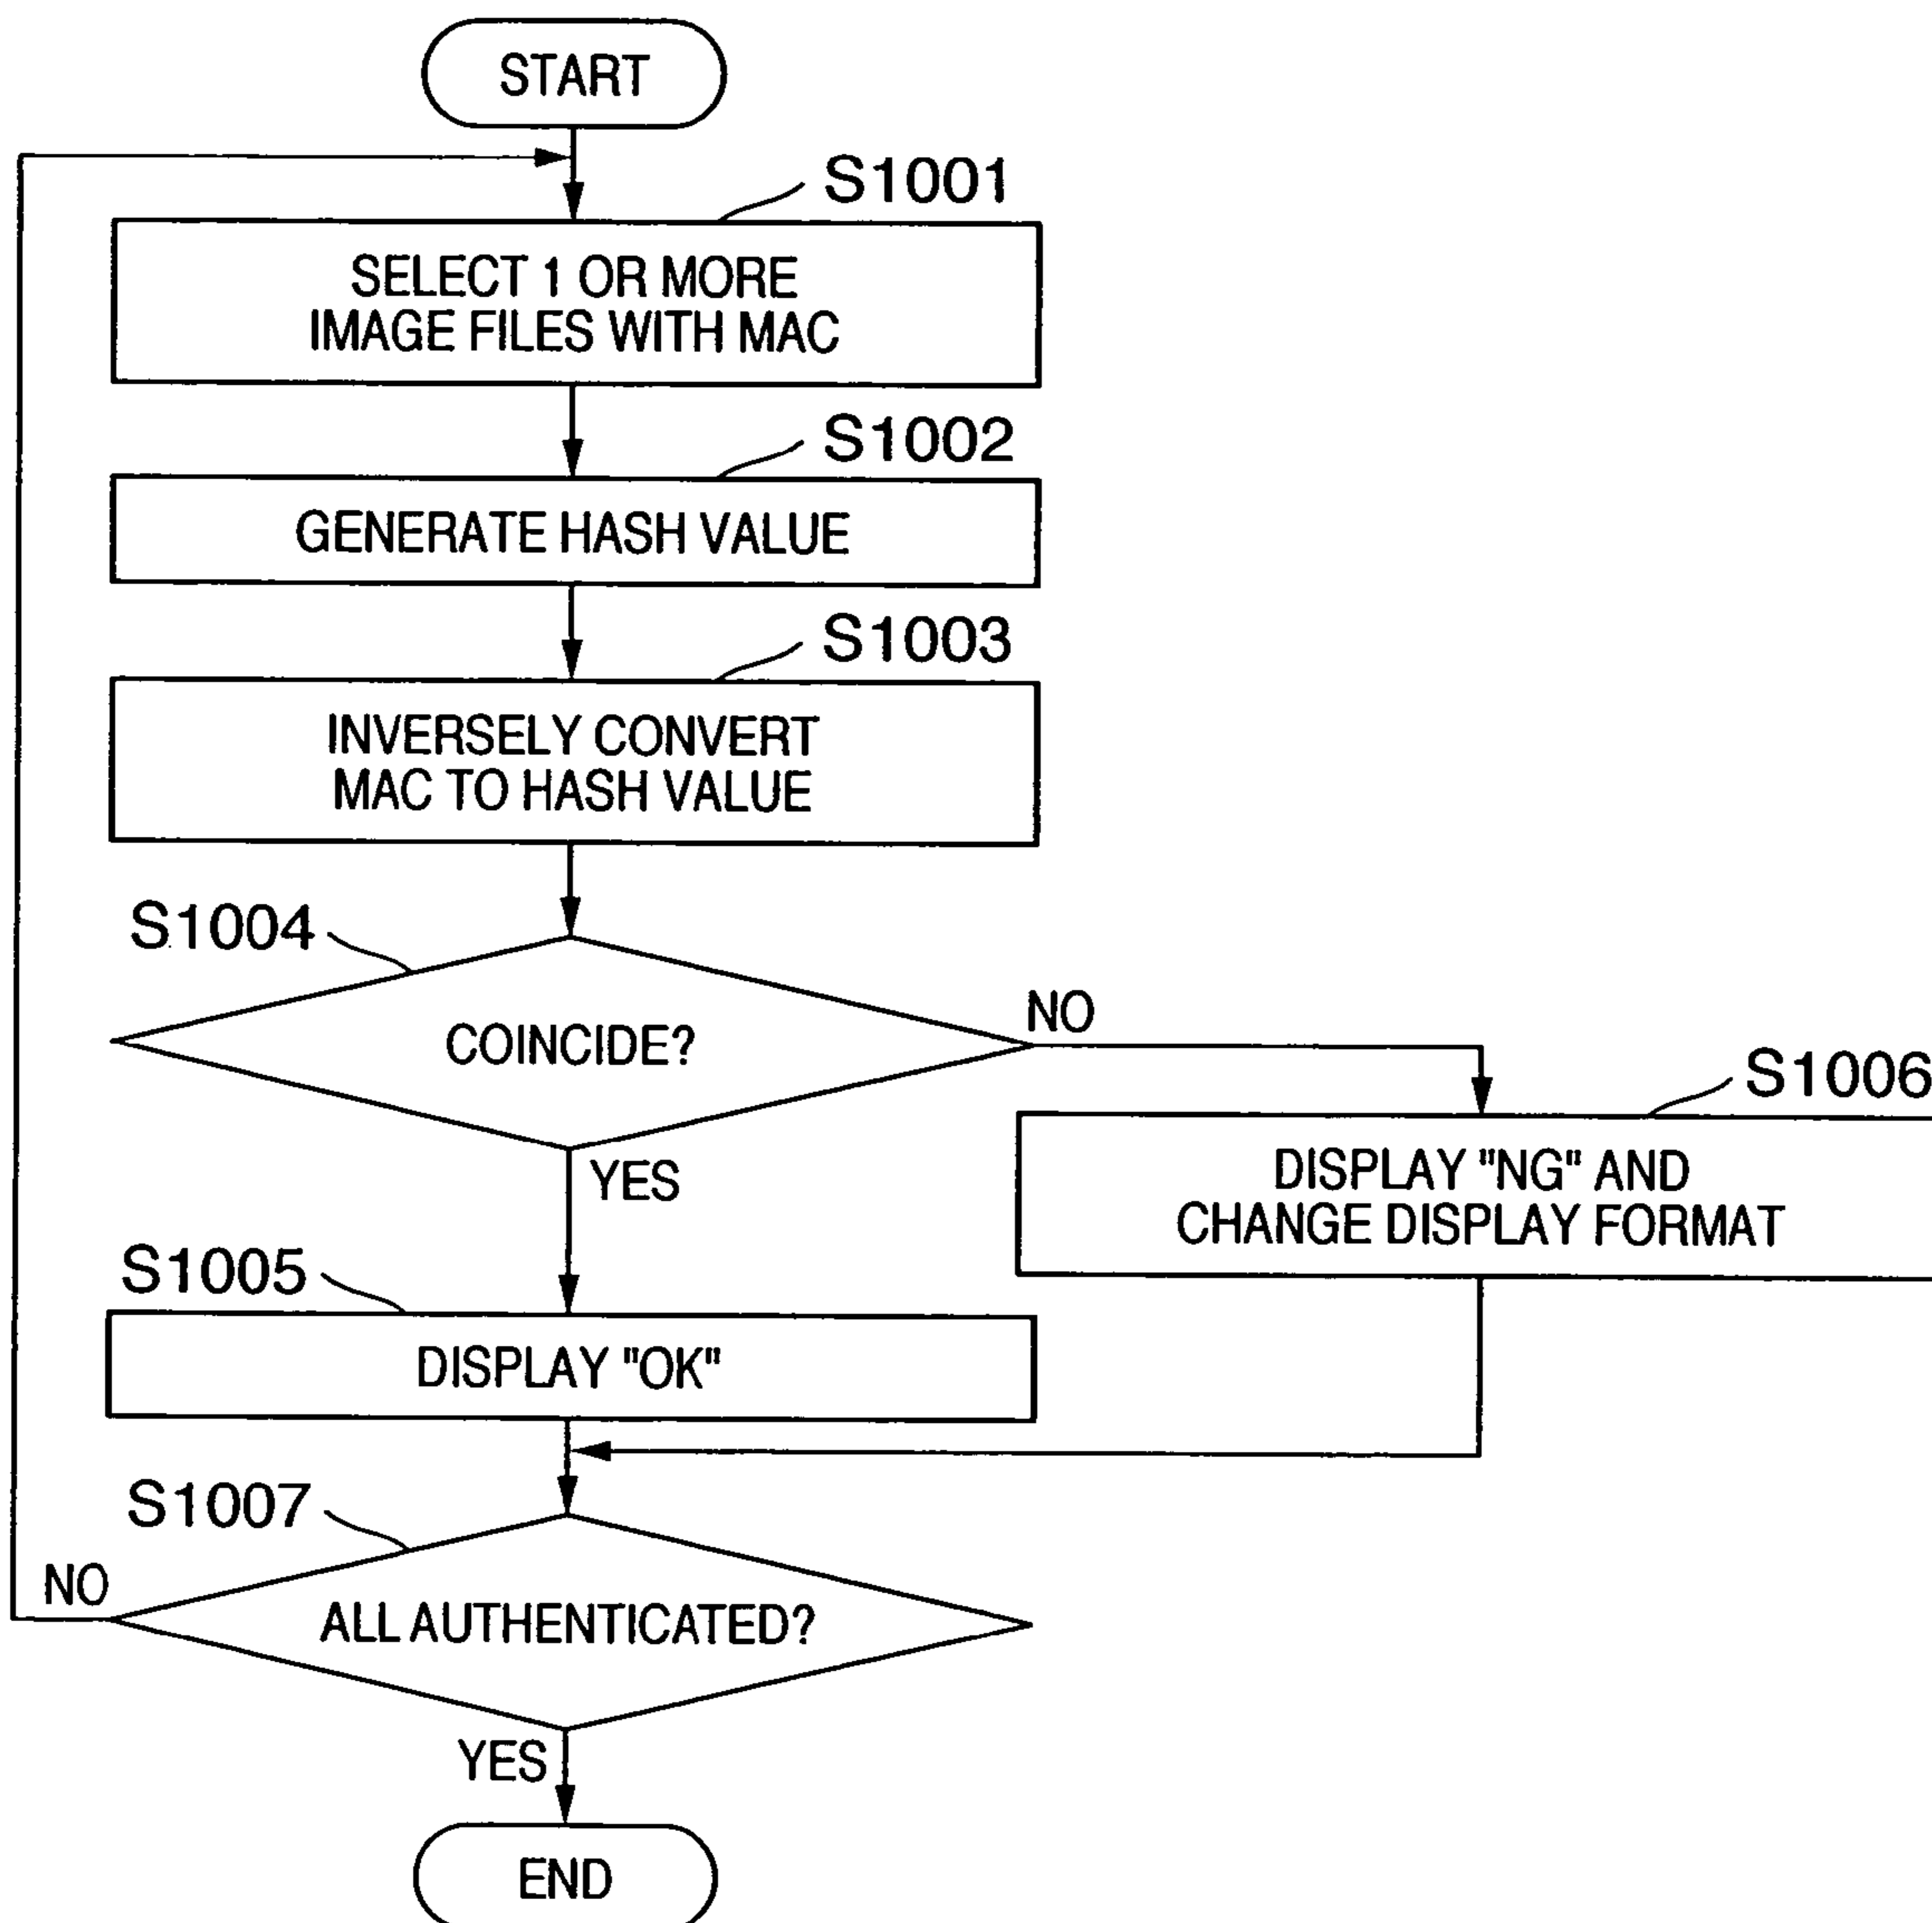 START
S1001
SELECT 1 OR MORE
IMAGE FILES WITH MAC
S1002
GENERATE HASH VALUE
S1003
INVERSELY CONVERT
MAC TO HASH VALUE
S1004
COINCIDE?
NO
YES
S1006
DISPLAY "NG" AND
CHANGE DISPLAY FORMAT
S1005
DISPLAY "OK"
S1007
NO
ALL AUTHENTICATED?
YES
END